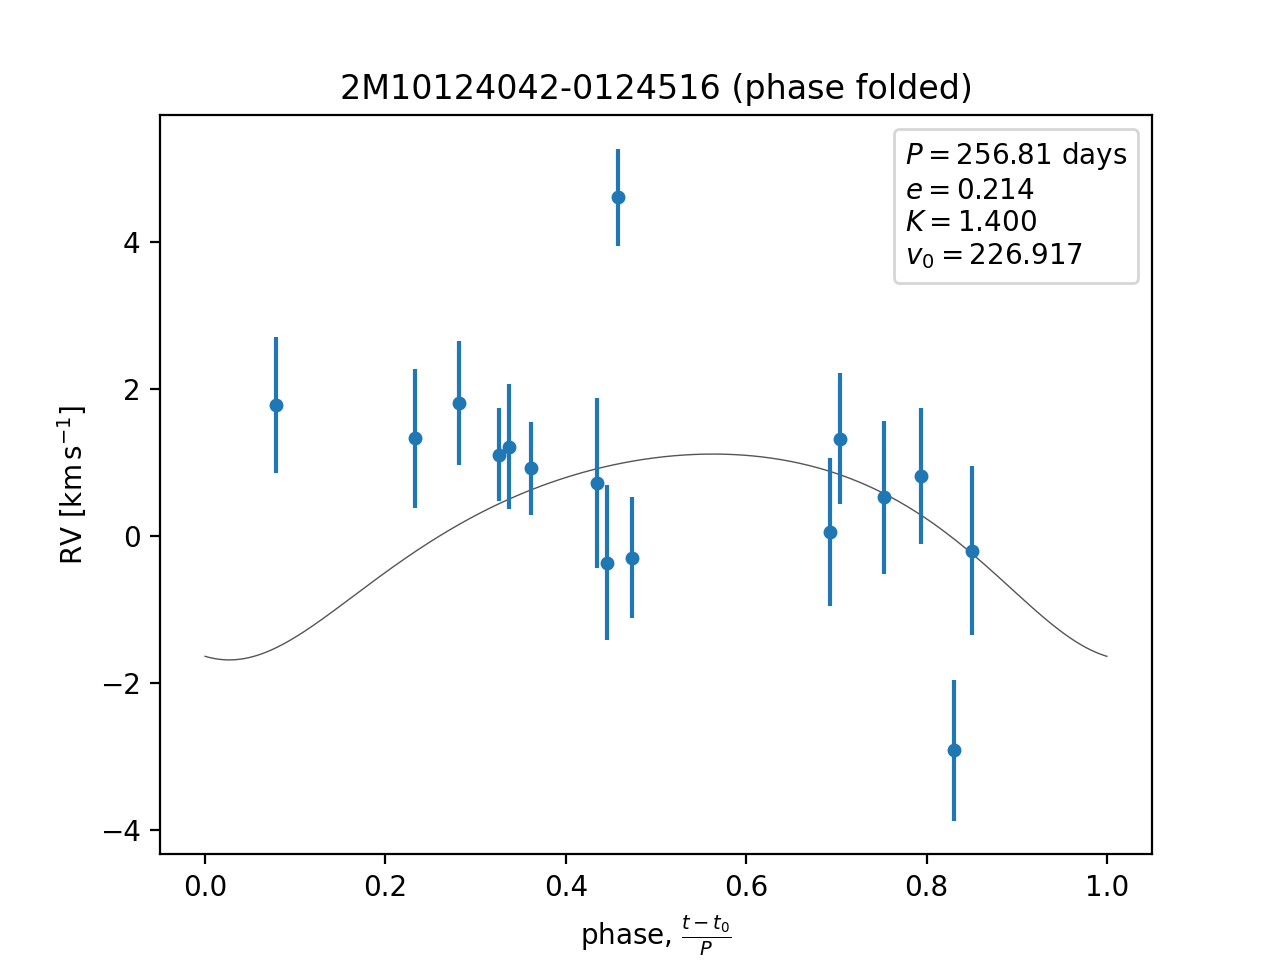 2M10124042-0124516 (phase folded)
P = 256.81 days
e = 0.214
K = 1.400
v₀ = 226.917
RV [km s⁻¹]
4
2
0
−2
−4
0.0 0.2 0.4 0.6 0.8 1.0
phase, (t − t₀)/P